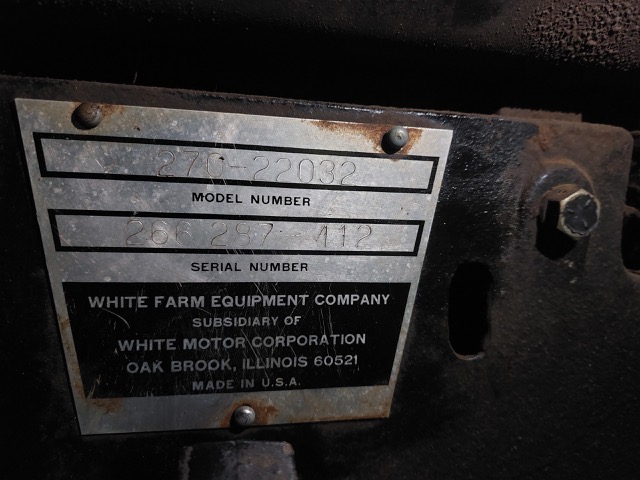 270-22032
MODEL NUMBER
266 287-412
SERIAL NUMBER
WHITE FARM EQUIPMENT COMPANY
SUBSIDIARY OF
WHITE MOTOR CORPORATION
OAK BROOK, ILLINOIS 60521
MADE IN U.S.A.